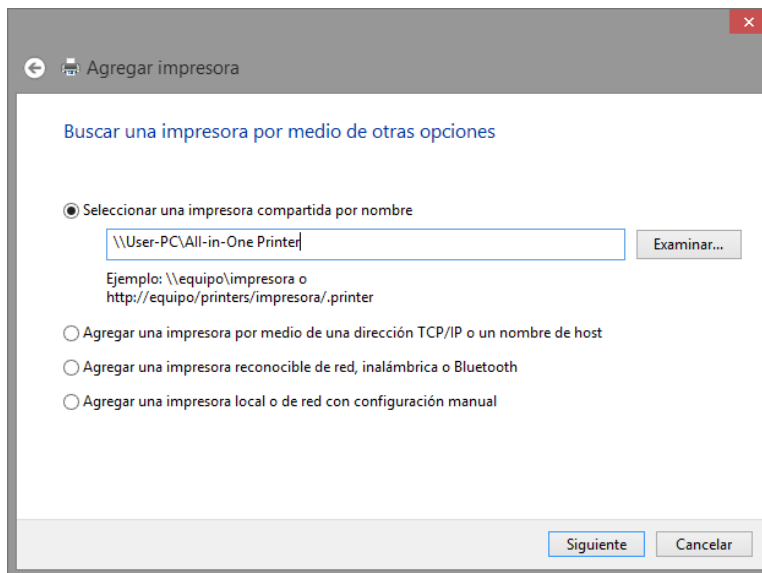 Agregar impresora
Buscar una impresora por medio de otras opciones
Seleccionar una impresora compartida por nombre
\\User-PC\All-in-One Printer
Examinar...
Ejemplo: \\equipo\impresora o
http://equipo/printers/impresora/.printer
Agregar una impresora por medio de una dirección TCP/IP o un nombre de host
Agregar una impresora reconocible de red, inalámbrica o Bluetooth
Agregar una impresora local o de red con configuración manual
Siguiente
Cancelar